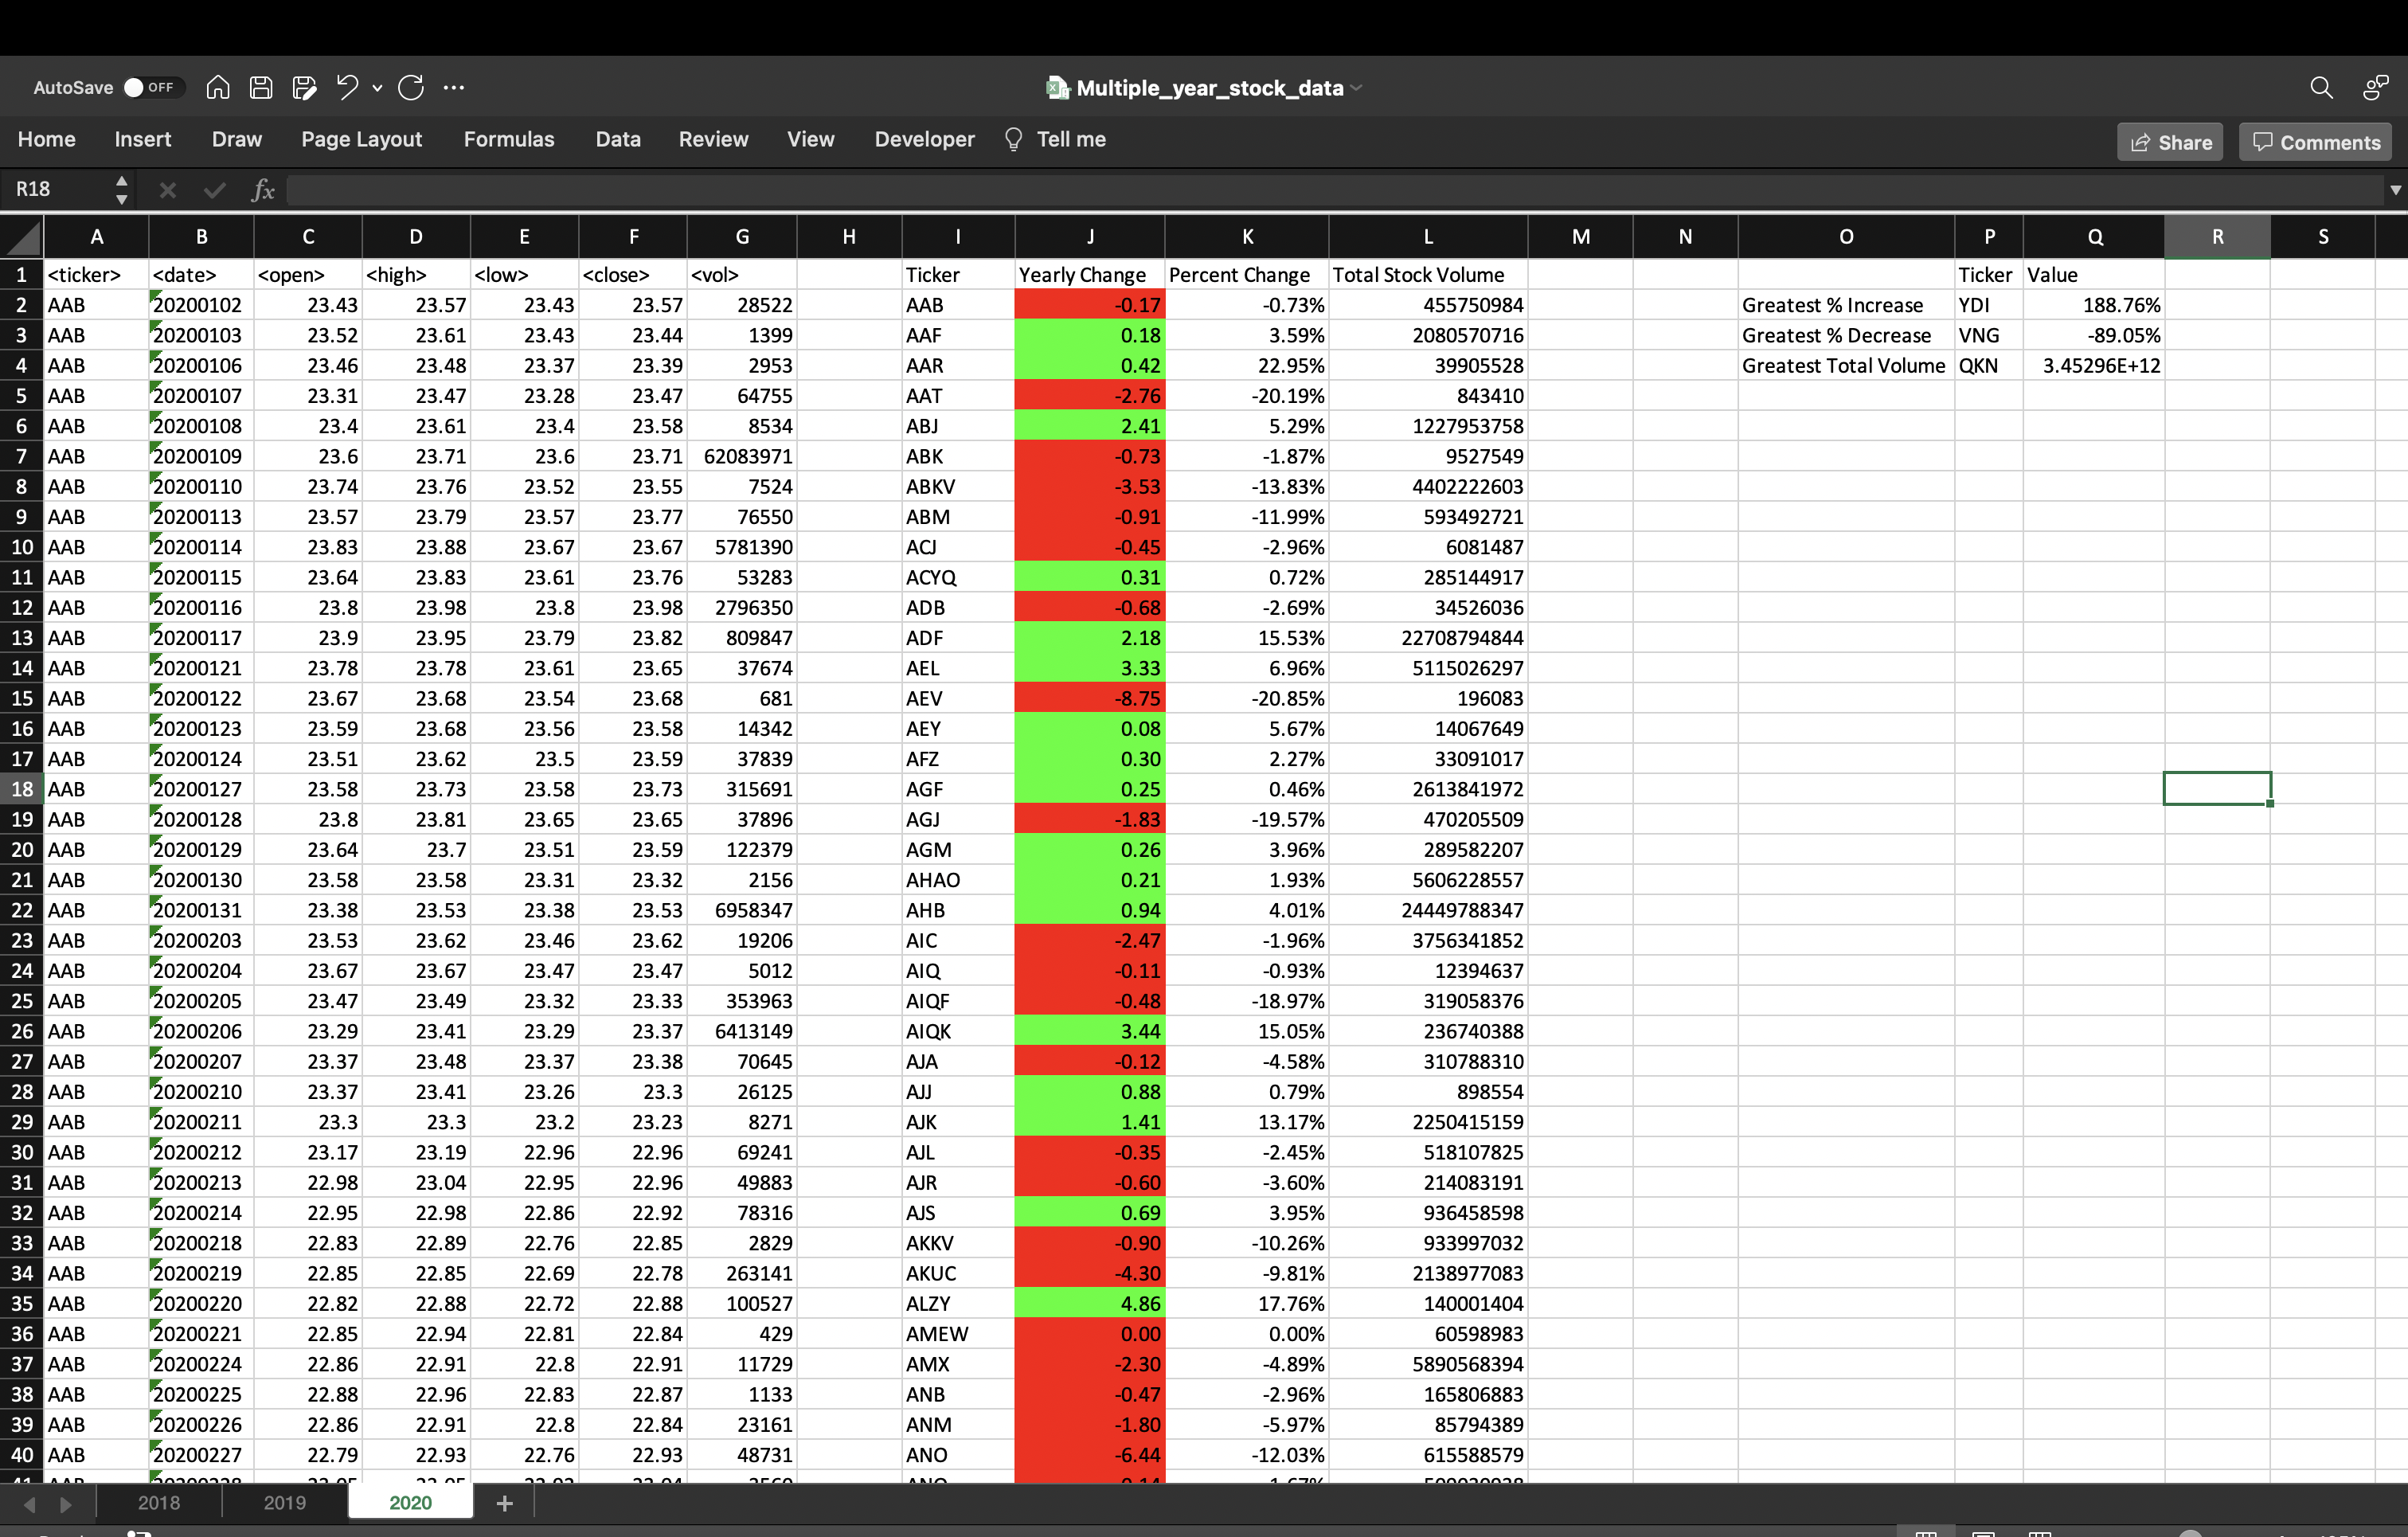 AutoSave OFF Multiple_year_stock_data
Home Insert Draw Page Layout Formulas Data Review View Developer Tell me Share Comments
R18 fx
A B C D E F G H I J K L M N O P Q R S
1 <ticker> <date> <open> <high> <low> <close> <vol> Ticker Yearly Change Percent Change Total Stock Volume Ticker Value
2 AAB 20200102 23.43 23.57 23.43 23.57 28522 AAB -0.17 -0.73% 455750984 Greatest % Increase YDI 188.76%
3 AAB 20200103 23.52 23.61 23.43 23.44 1399 AAF 0.18 3.59% 2080570716 Greatest % Decrease VNG -89.05%
4 AAB 20200106 23.46 23.48 23.37 23.39 2953 AAR 0.42 22.95% 39905528 Greatest Total Volume QKN 3.45296E+12
5 AAB 20200107 23.31 23.47 23.28 23.47 64755 AAT -2.76 -20.19% 843410
6 AAB 20200108 23.4 23.61 23.4 23.58 8534 ABJ 2.41 5.29% 1227953758
7 AAB 20200109 23.6 23.71 23.6 23.71 62083971 ABK -0.73 -1.87% 9527549
8 AAB 20200110 23.74 23.76 23.52 23.55 7524 ABKV -3.53 -13.83% 4402222603
9 AAB 20200113 23.57 23.79 23.57 23.77 76550 ABM -0.91 -11.99% 593492721
10 AAB 20200114 23.83 23.88 23.67 23.67 5781390 ACJ -0.45 -2.96% 6081487
11 AAB 20200115 23.64 23.83 23.61 23.76 53283 ACYQ 0.31 0.72% 285144917
12 AAB 20200116 23.8 23.98 23.8 23.98 2796350 ADB -0.68 -2.69% 34526036
13 AAB 20200117 23.9 23.95 23.79 23.82 809847 ADF 2.18 15.53% 22708794844
14 AAB 20200121 23.78 23.78 23.61 23.65 37674 AEL 3.33 6.96% 5115026297
15 AAB 20200122 23.67 23.68 23.54 23.68 681 AEV -8.75 -20.85% 196083
16 AAB 20200123 23.59 23.68 23.56 23.58 14342 AEY 0.08 5.67% 14067649
17 AAB 20200124 23.51 23.62 23.5 23.59 37839 AFZ 0.30 2.27% 33091017
18 AAB 20200127 23.58 23.73 23.58 23.73 315691 AGF 0.25 0.46% 2613841972
19 AAB 20200128 23.8 23.81 23.65 23.65 37896 AGJ -1.83 -19.57% 470205509
20 AAB 20200129 23.64 23.7 23.51 23.59 122379 AGM 0.26 3.96% 289582207
21 AAB 20200130 23.58 23.58 23.31 23.32 2156 AHAO 0.21 1.93% 5606228557
22 AAB 20200131 23.38 23.53 23.38 23.53 6958347 AHB 0.94 4.01% 24449788347
23 AAB 20200203 23.53 23.62 23.46 23.62 19206 AIC -2.47 -1.96% 3756341852
24 AAB 20200204 23.67 23.67 23.47 23.47 5012 AIQ -0.11 -0.93% 12394637
25 AAB 20200205 23.47 23.49 23.32 23.33 353963 AIQF -0.48 -18.97% 319058376
26 AAB 20200206 23.29 23.41 23.29 23.37 6413149 AIQK 3.44 15.05% 236740388
27 AAB 20200207 23.37 23.48 23.37 23.38 70645 AJA -0.12 -4.58% 310788310
28 AAB 20200210 23.37 23.41 23.26 23.3 26125 AJJ 0.88 0.79% 898554
29 AAB 20200211 23.3 23.3 23.2 23.23 8271 AJK 1.41 13.17% 2250415159
30 AAB 20200212 23.17 23.19 22.96 22.96 69241 AJL -0.35 -2.45% 518107825
31 AAB 20200213 22.98 23.04 22.95 22.96 49883 AJR -0.60 -3.60% 214083191
32 AAB 20200214 22.95 22.98 22.86 22.92 78316 AJS 0.69 3.95% 936458598
33 AAB 20200218 22.83 22.89 22.76 22.85 2829 AKKV -0.90 -10.26% 933997032
34 AAB 20200219 22.85 22.85 22.69 22.78 263141 AKUC -4.30 -9.81% 2138977083
35 AAB 20200220 22.82 22.88 22.72 22.88 100527 ALZY 4.86 17.76% 140001404
36 AAB 20200221 22.85 22.94 22.81 22.84 429 AMEW 0.00 0.00% 60598983
37 AAB 20200224 22.86 22.91 22.8 22.91 11729 AMX -2.30 -4.89% 5890568394
38 AAB 20200225 22.88 22.96 22.83 22.87 1133 ANB -0.47 -2.96% 165806883
39 AAB 20200226 22.86 22.91 22.8 22.84 23161 ANM -1.80 -5.97% 85794389
40 AAB 20200227 22.79 22.93 22.76 22.93 48731 ANO -6.44 -12.03% 615588579
2018 2019 2020